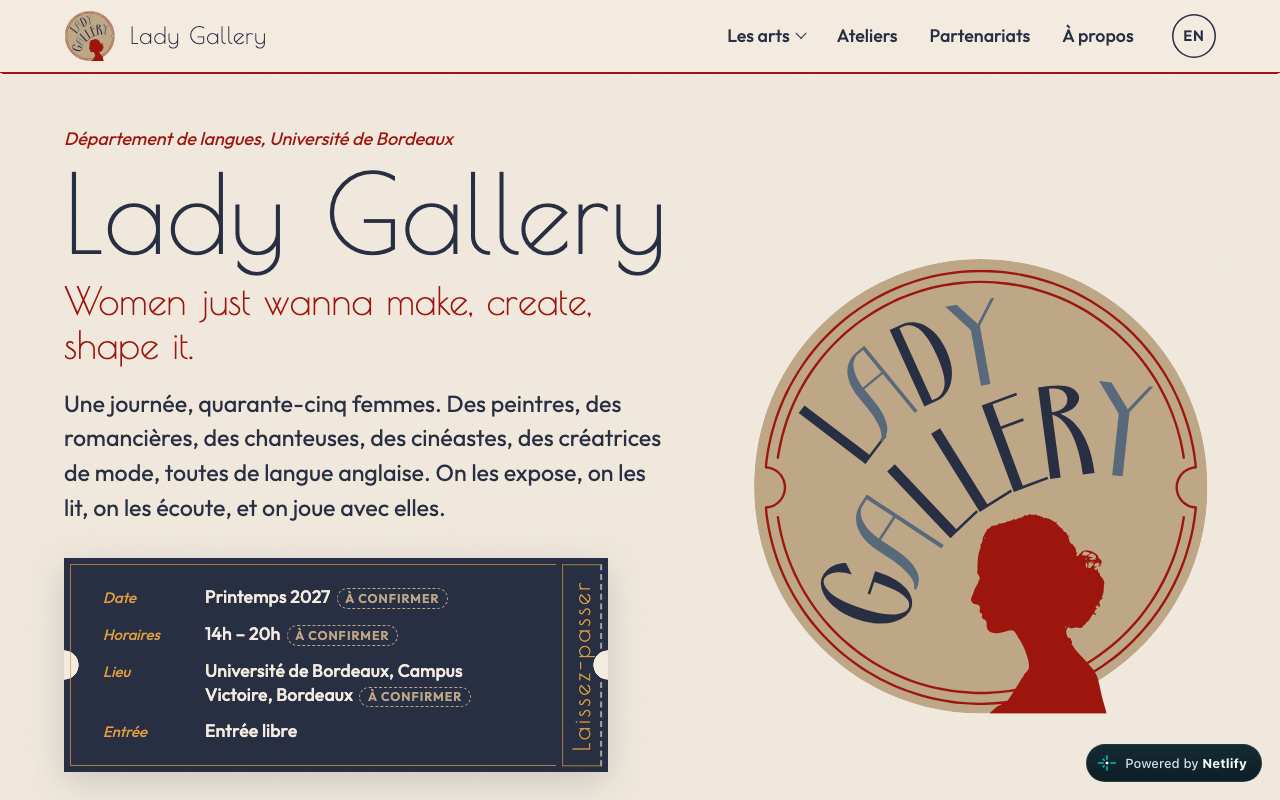 LADY
GALLERY
Lady Gallery
Les arts
Ateliers
Partenariats
À propos
EN
Département de langues, Université de Bordeaux
Lady Gallery
Women just wanna make, create,
shape it.
Une journée, quarante-cinq femmes. Des peintres, des
romancières, des chanteuses, des cinéastes, des créatrices
de mode, toutes de langue anglaise. On les expose, on les
lit, on les écoute, et on joue avec elles.
Date
Printemps 2027 À CONFIRMER
Horaires
14h – 20h À CONFIRMER
Lieu
Université de Bordeaux, Campus
Victoire, Bordeaux À CONFIRMER
Entrée
Entrée libre
Laissez-passer
LADY
GALLERY
Powered by Netlify